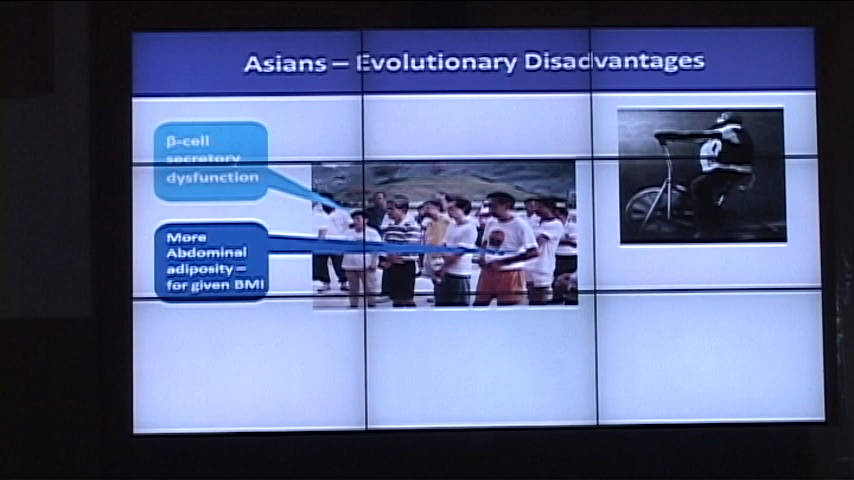 Asians – Evolutionary Disadvantages
β-cell
secretory
dysfunction
More
Abdominal
adiposity –
for given BMI